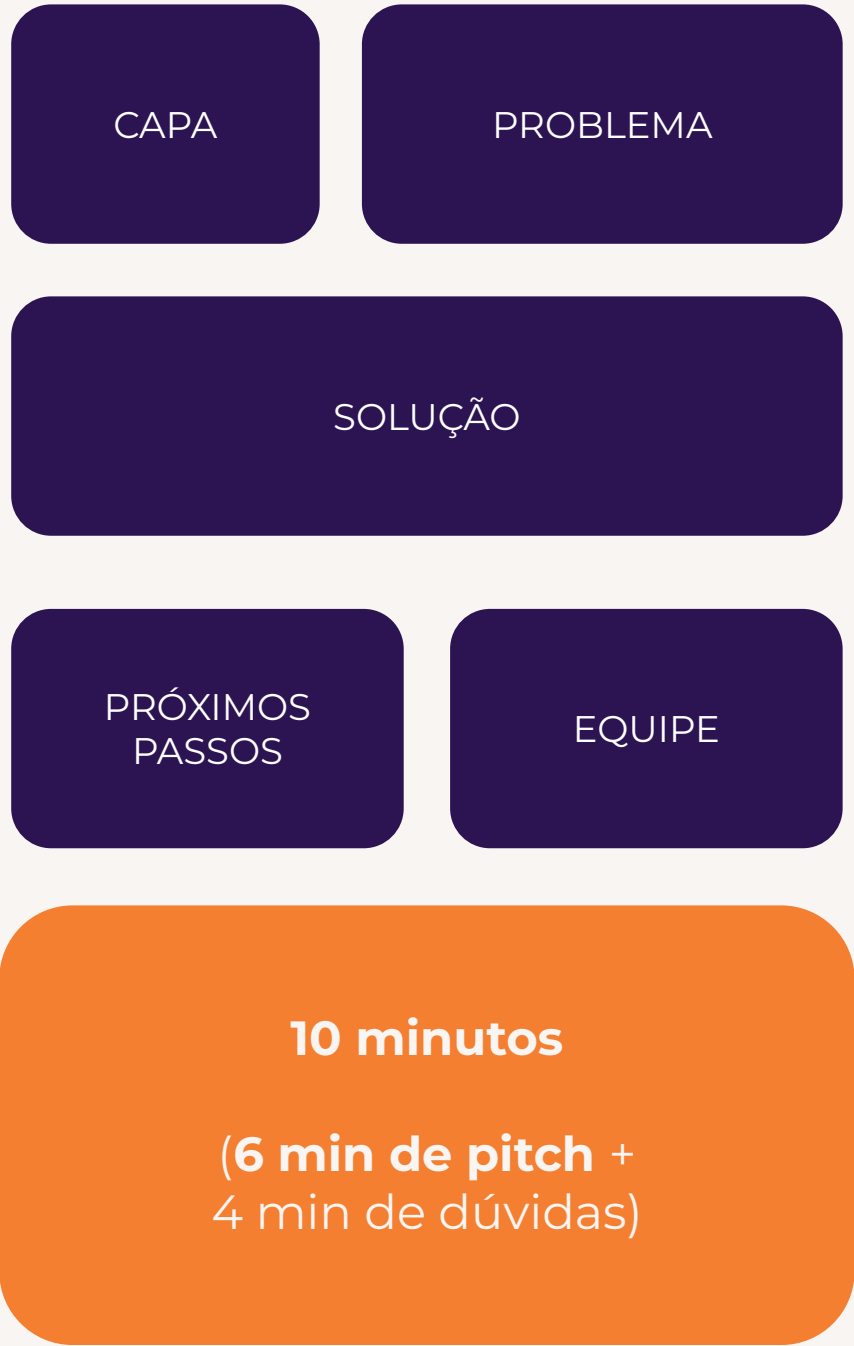 CAPA
PROBLEMA
SOLUÇÃO
PRÓXIMOS
PASSOS
EQUIPE
10 minutos
(6 min de pitch +
4 min de dúvidas)